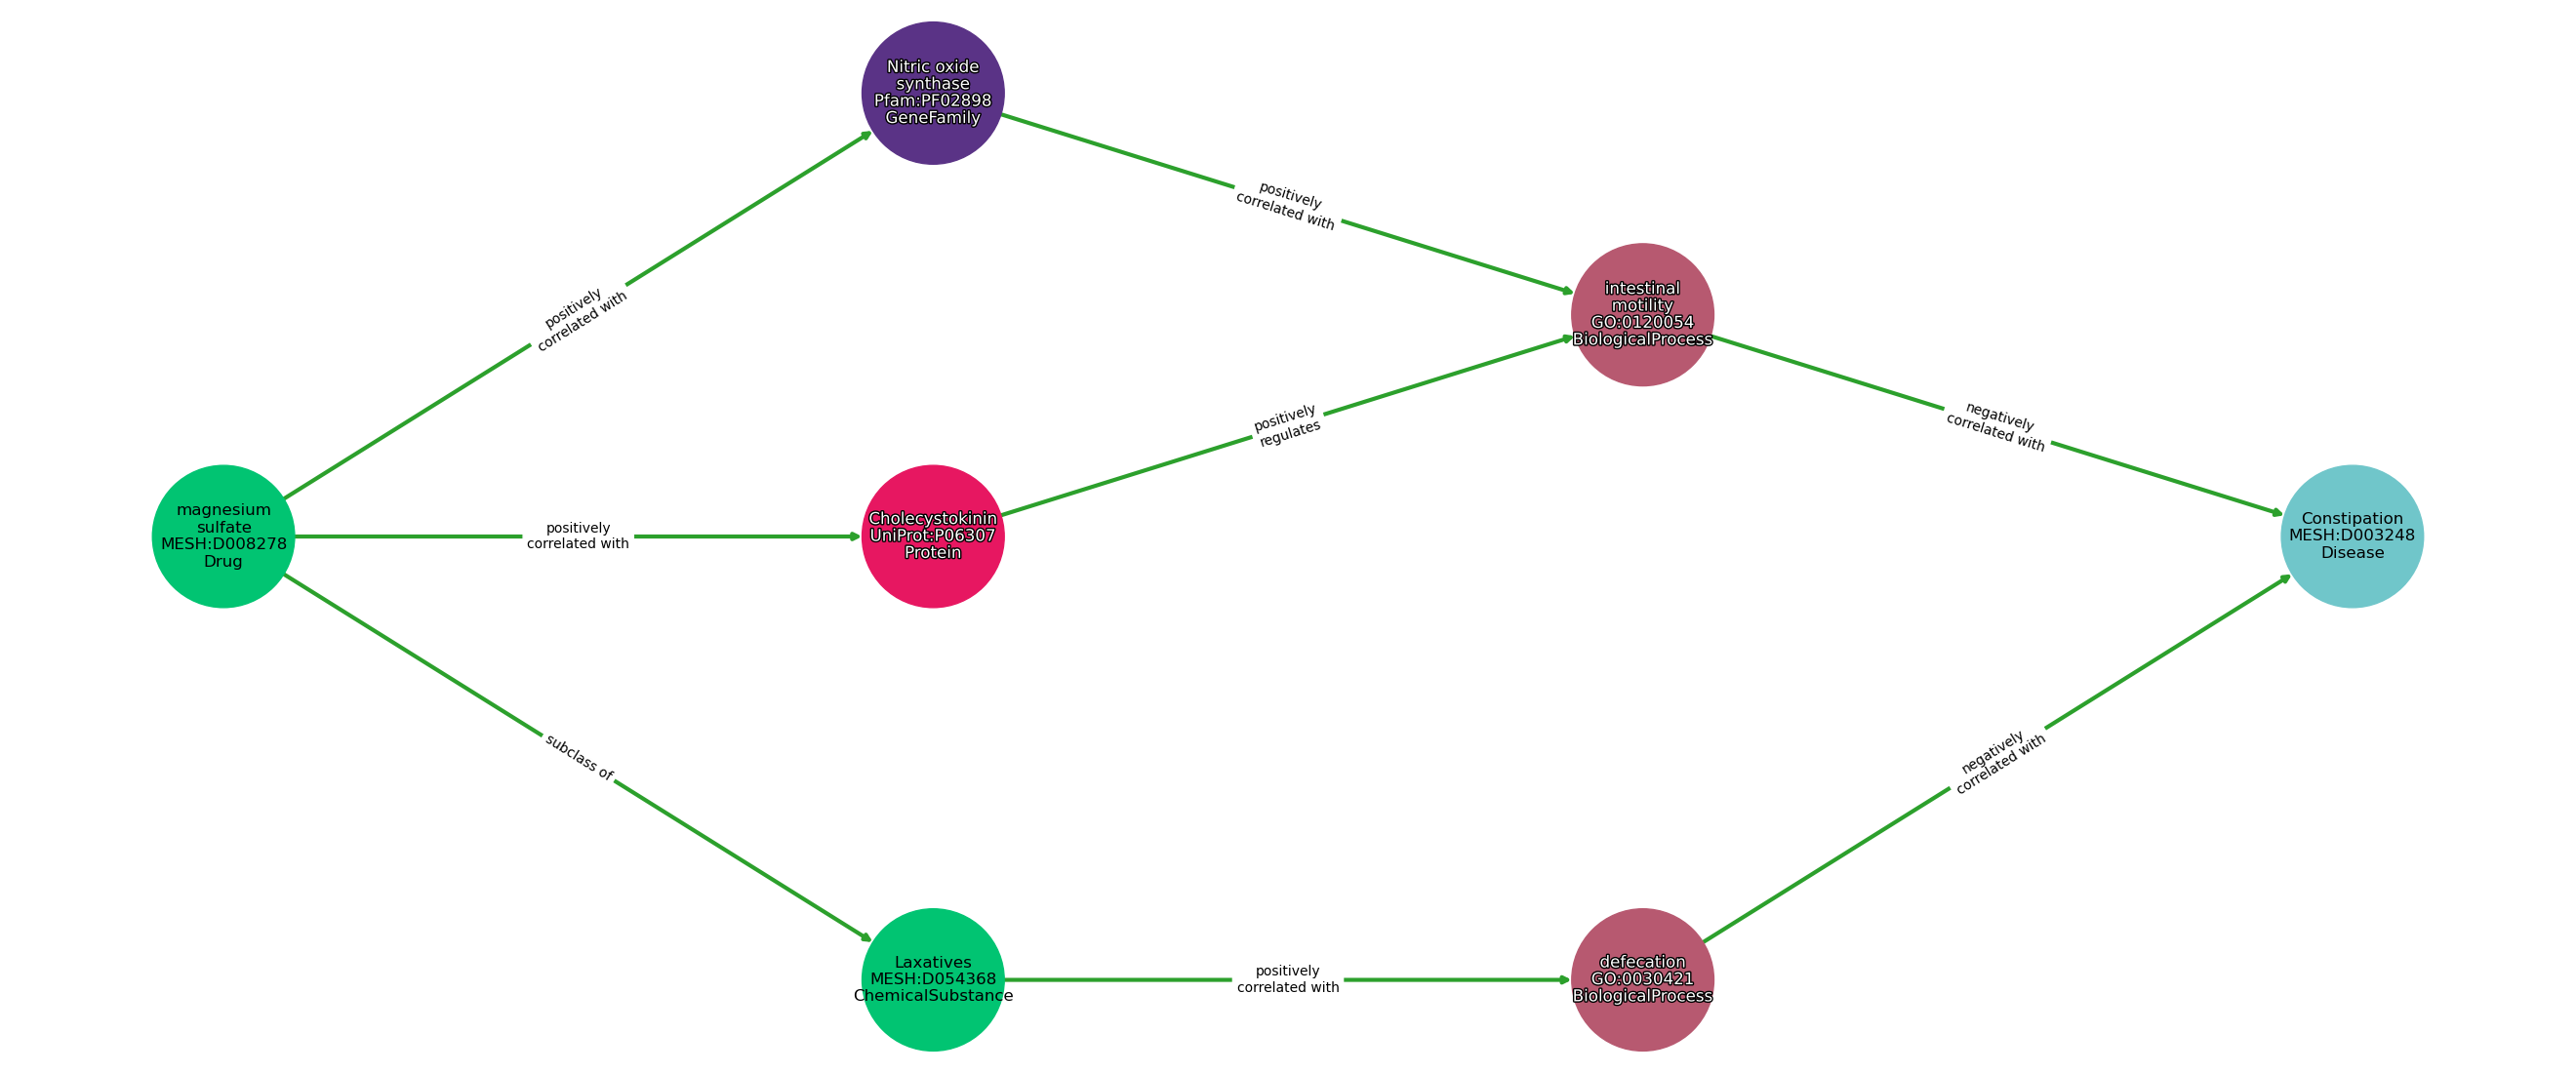 Nitric oxide
synthase
Pfam:PF02898
GeneFamily
positively
correlated with
intestinal
motility
GO:0120054
BiologicalProcess
positively
correlated with
positively
regulates
negatively
correlated with
magnesium
sulfate
MESH:D008278
Drug
positively
correlated with
Cholecystokinin
UniProt:P06307
Protein
Constipation
MESH:D003248
Disease
subclass of
negatively
correlated with
Laxatives
MESH:D054368
ChemicalSubstance
positively
correlated with
defecation
GO:0030421
BiologicalProcess